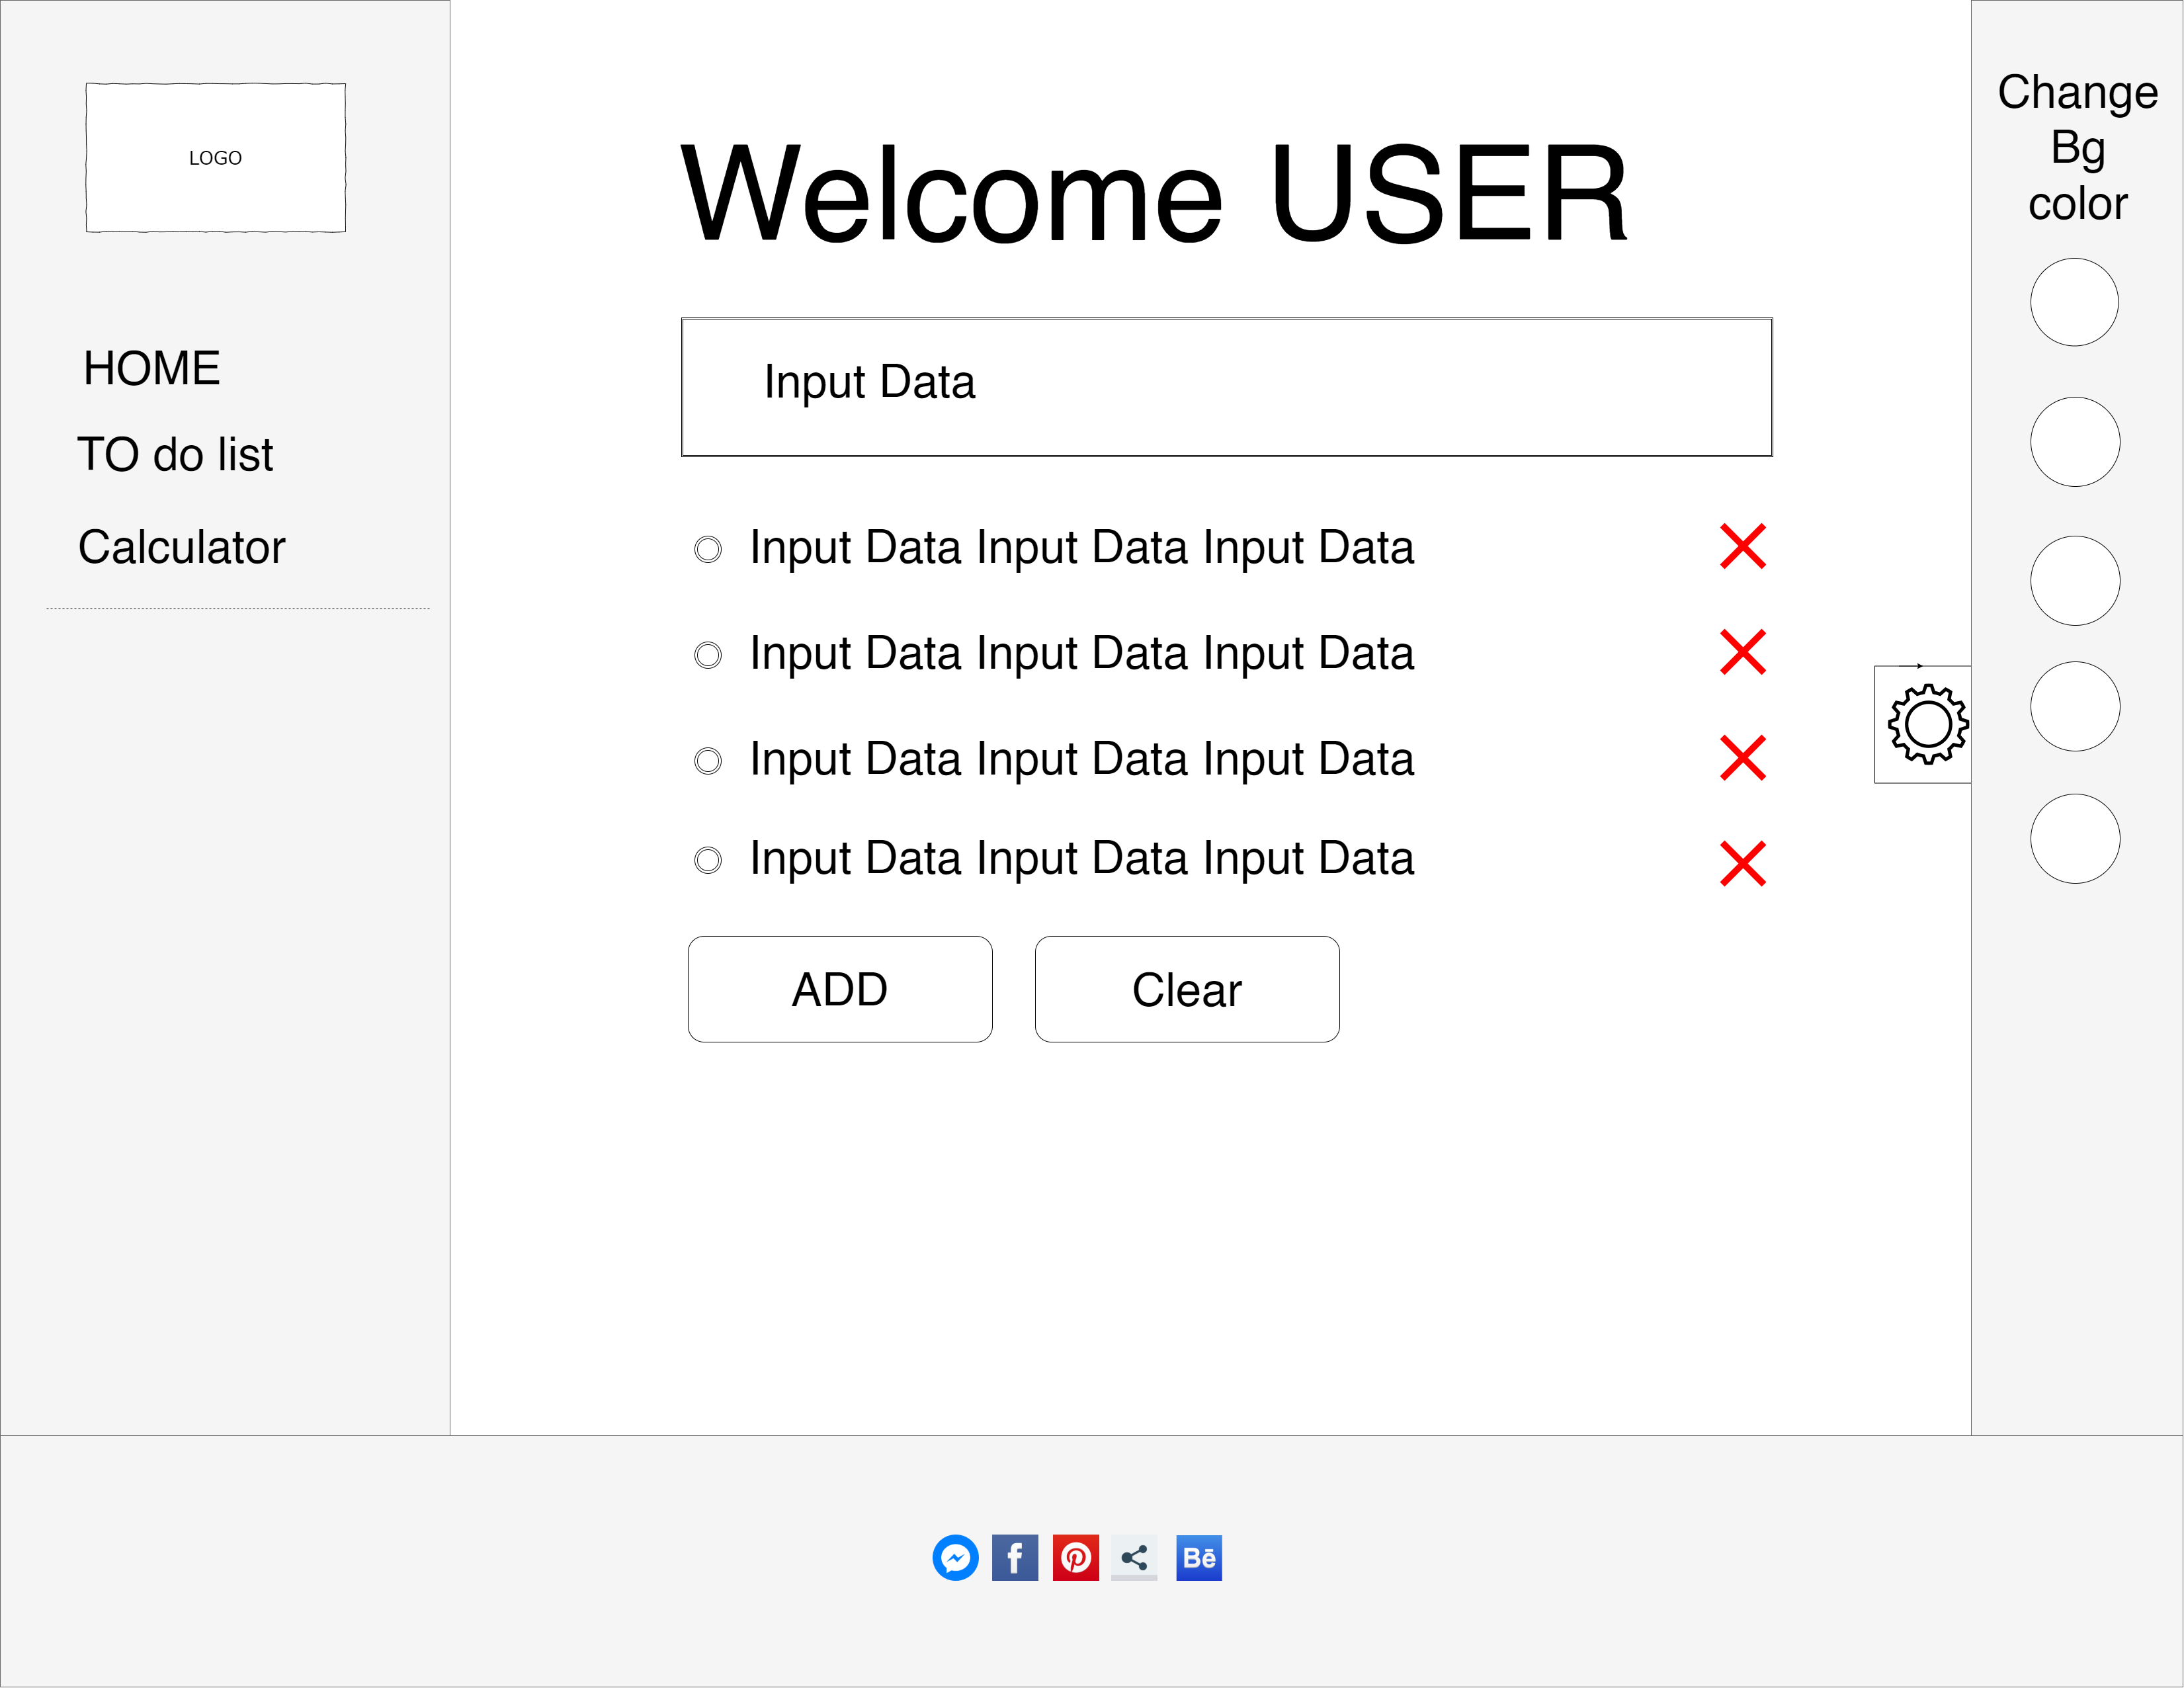 LOGO
HOME
TO do list
Calculator
Welcome USER
Input Data
Input Data Input Data Input Data
Input Data Input Data Input Data
Input Data Input Data Input Data
Input Data Input Data Input Data
ADD
Clear
Change
Bg
color
f
Bē